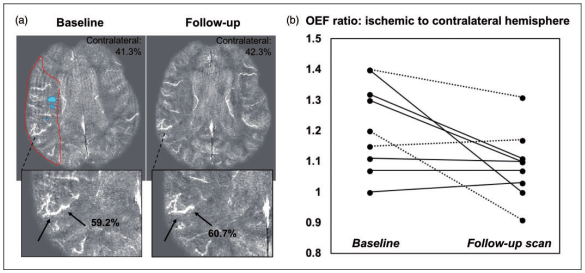 (a)
Baseline
Follow-up
Contralateral:
41.3%
Contralateral:
42.3%
59.2%
60.7%
(b)
OEF ratio: ischemic to contralateral hemisphere
1.5
1.4
1.3
1.2
1.1
1
0.9
0.8
Baseline
Follow-up scan